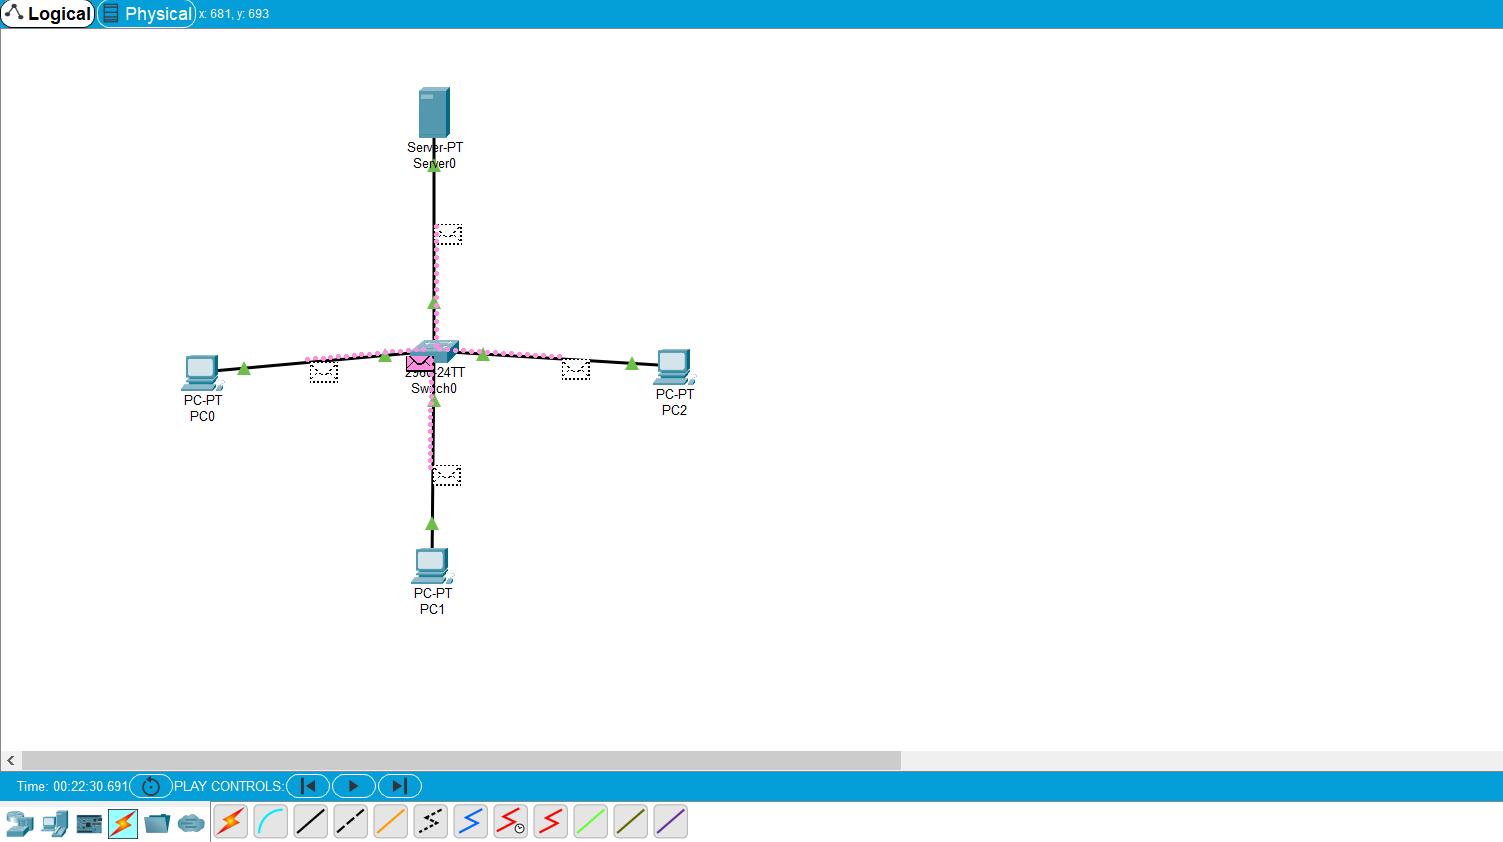 Logical Physical x: 681, y: 693
Server-PT
Server0
2960-24TT
Switch0
PC-PT
PC0
PC-PT
PC2
PC-PT
PC1
Time: 00:22:30.691 PLAY CONTROLS: